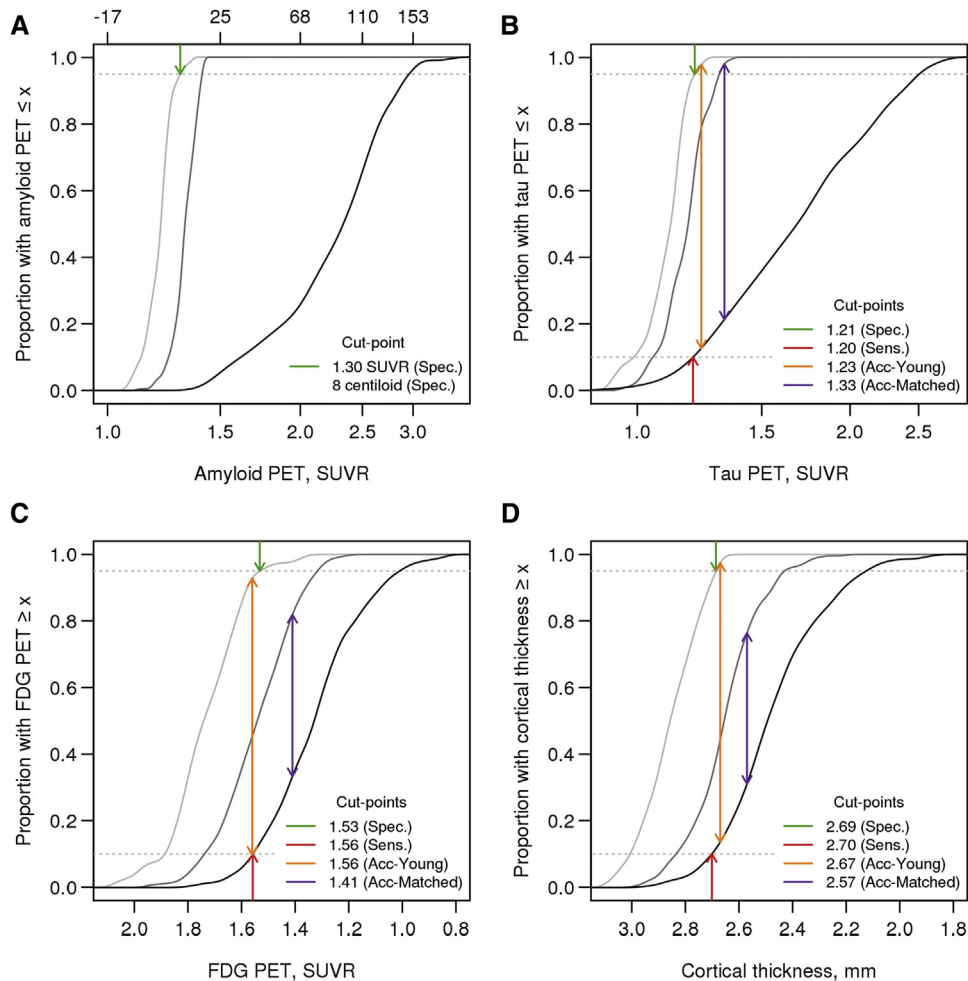 A
-17 25 68 110 153
Proportion with amyloid PET ≤ x
1.0
0.8
0.6
0.4
0.2
0.0
Cut-point
1.30 SUVR (Spec.)
8 centiloid (Spec.)
1.0 1.5 2.0 2.5 3.0
Amyloid PET, SUVR
B
Proportion with tau PET ≤ x
1.0
0.8
0.6
0.4
0.2
0.0
Cut-points
1.21 (Spec.)
1.20 (Sens.)
1.23 (Acc-Young)
1.33 (Acc-Matched)
1.0 1.5 2.0 2.5
Tau PET, SUVR
C
Proportion with FDG PET ≥ x
1.0
0.8
0.6
0.4
0.2
0.0
Cut-points
1.53 (Spec.)
1.56 (Sens.)
1.56 (Acc-Young)
1.41 (Acc-Matched)
2.0 1.8 1.6 1.4 1.2 1.0 0.8
FDG PET, SUVR
D
Proportion with cortical thickness ≥ x
1.0
0.8
0.6
0.4
0.2
0.0
Cut-points
2.69 (Spec.)
2.70 (Sens.)
2.67 (Acc-Young)
2.57 (Acc-Matched)
3.0 2.8 2.6 2.4 2.2 2.0 1.8
Cortical thickness, mm